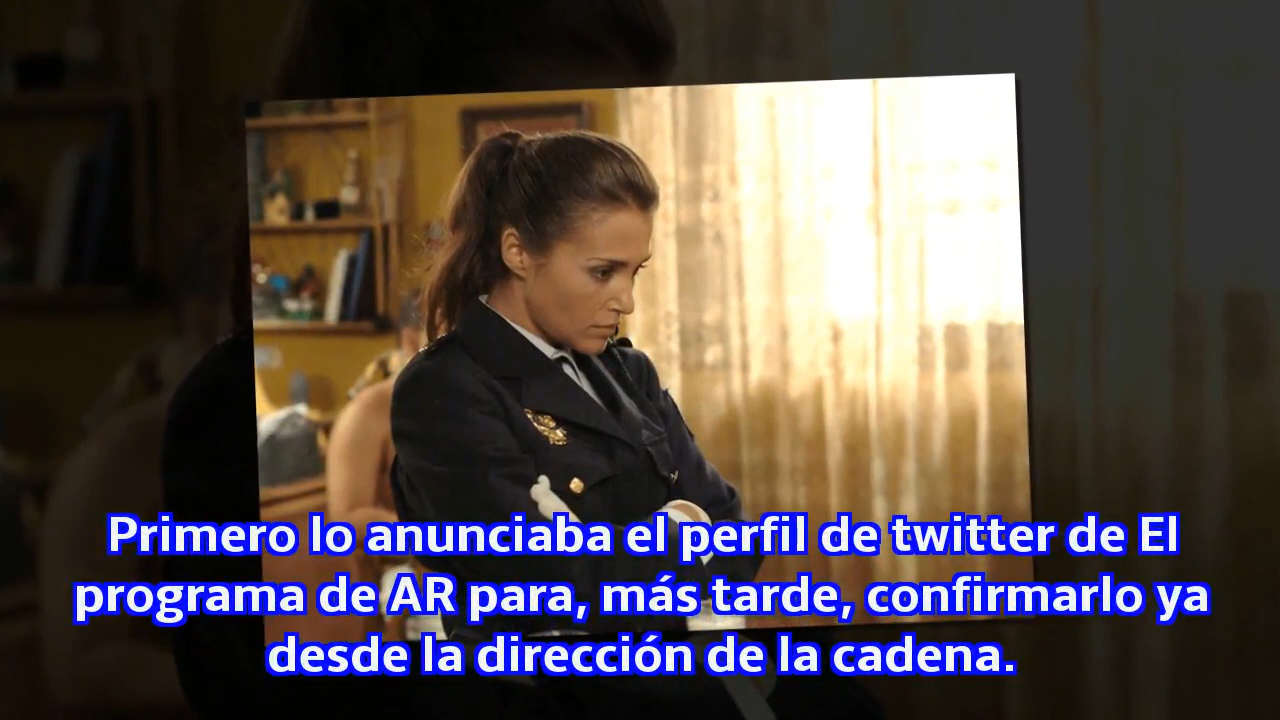 Primero lo anunciaba el perfil de twitter de El
programa de AR para, más tarde, confirmarlo ya
desde la dirección de la cadena.